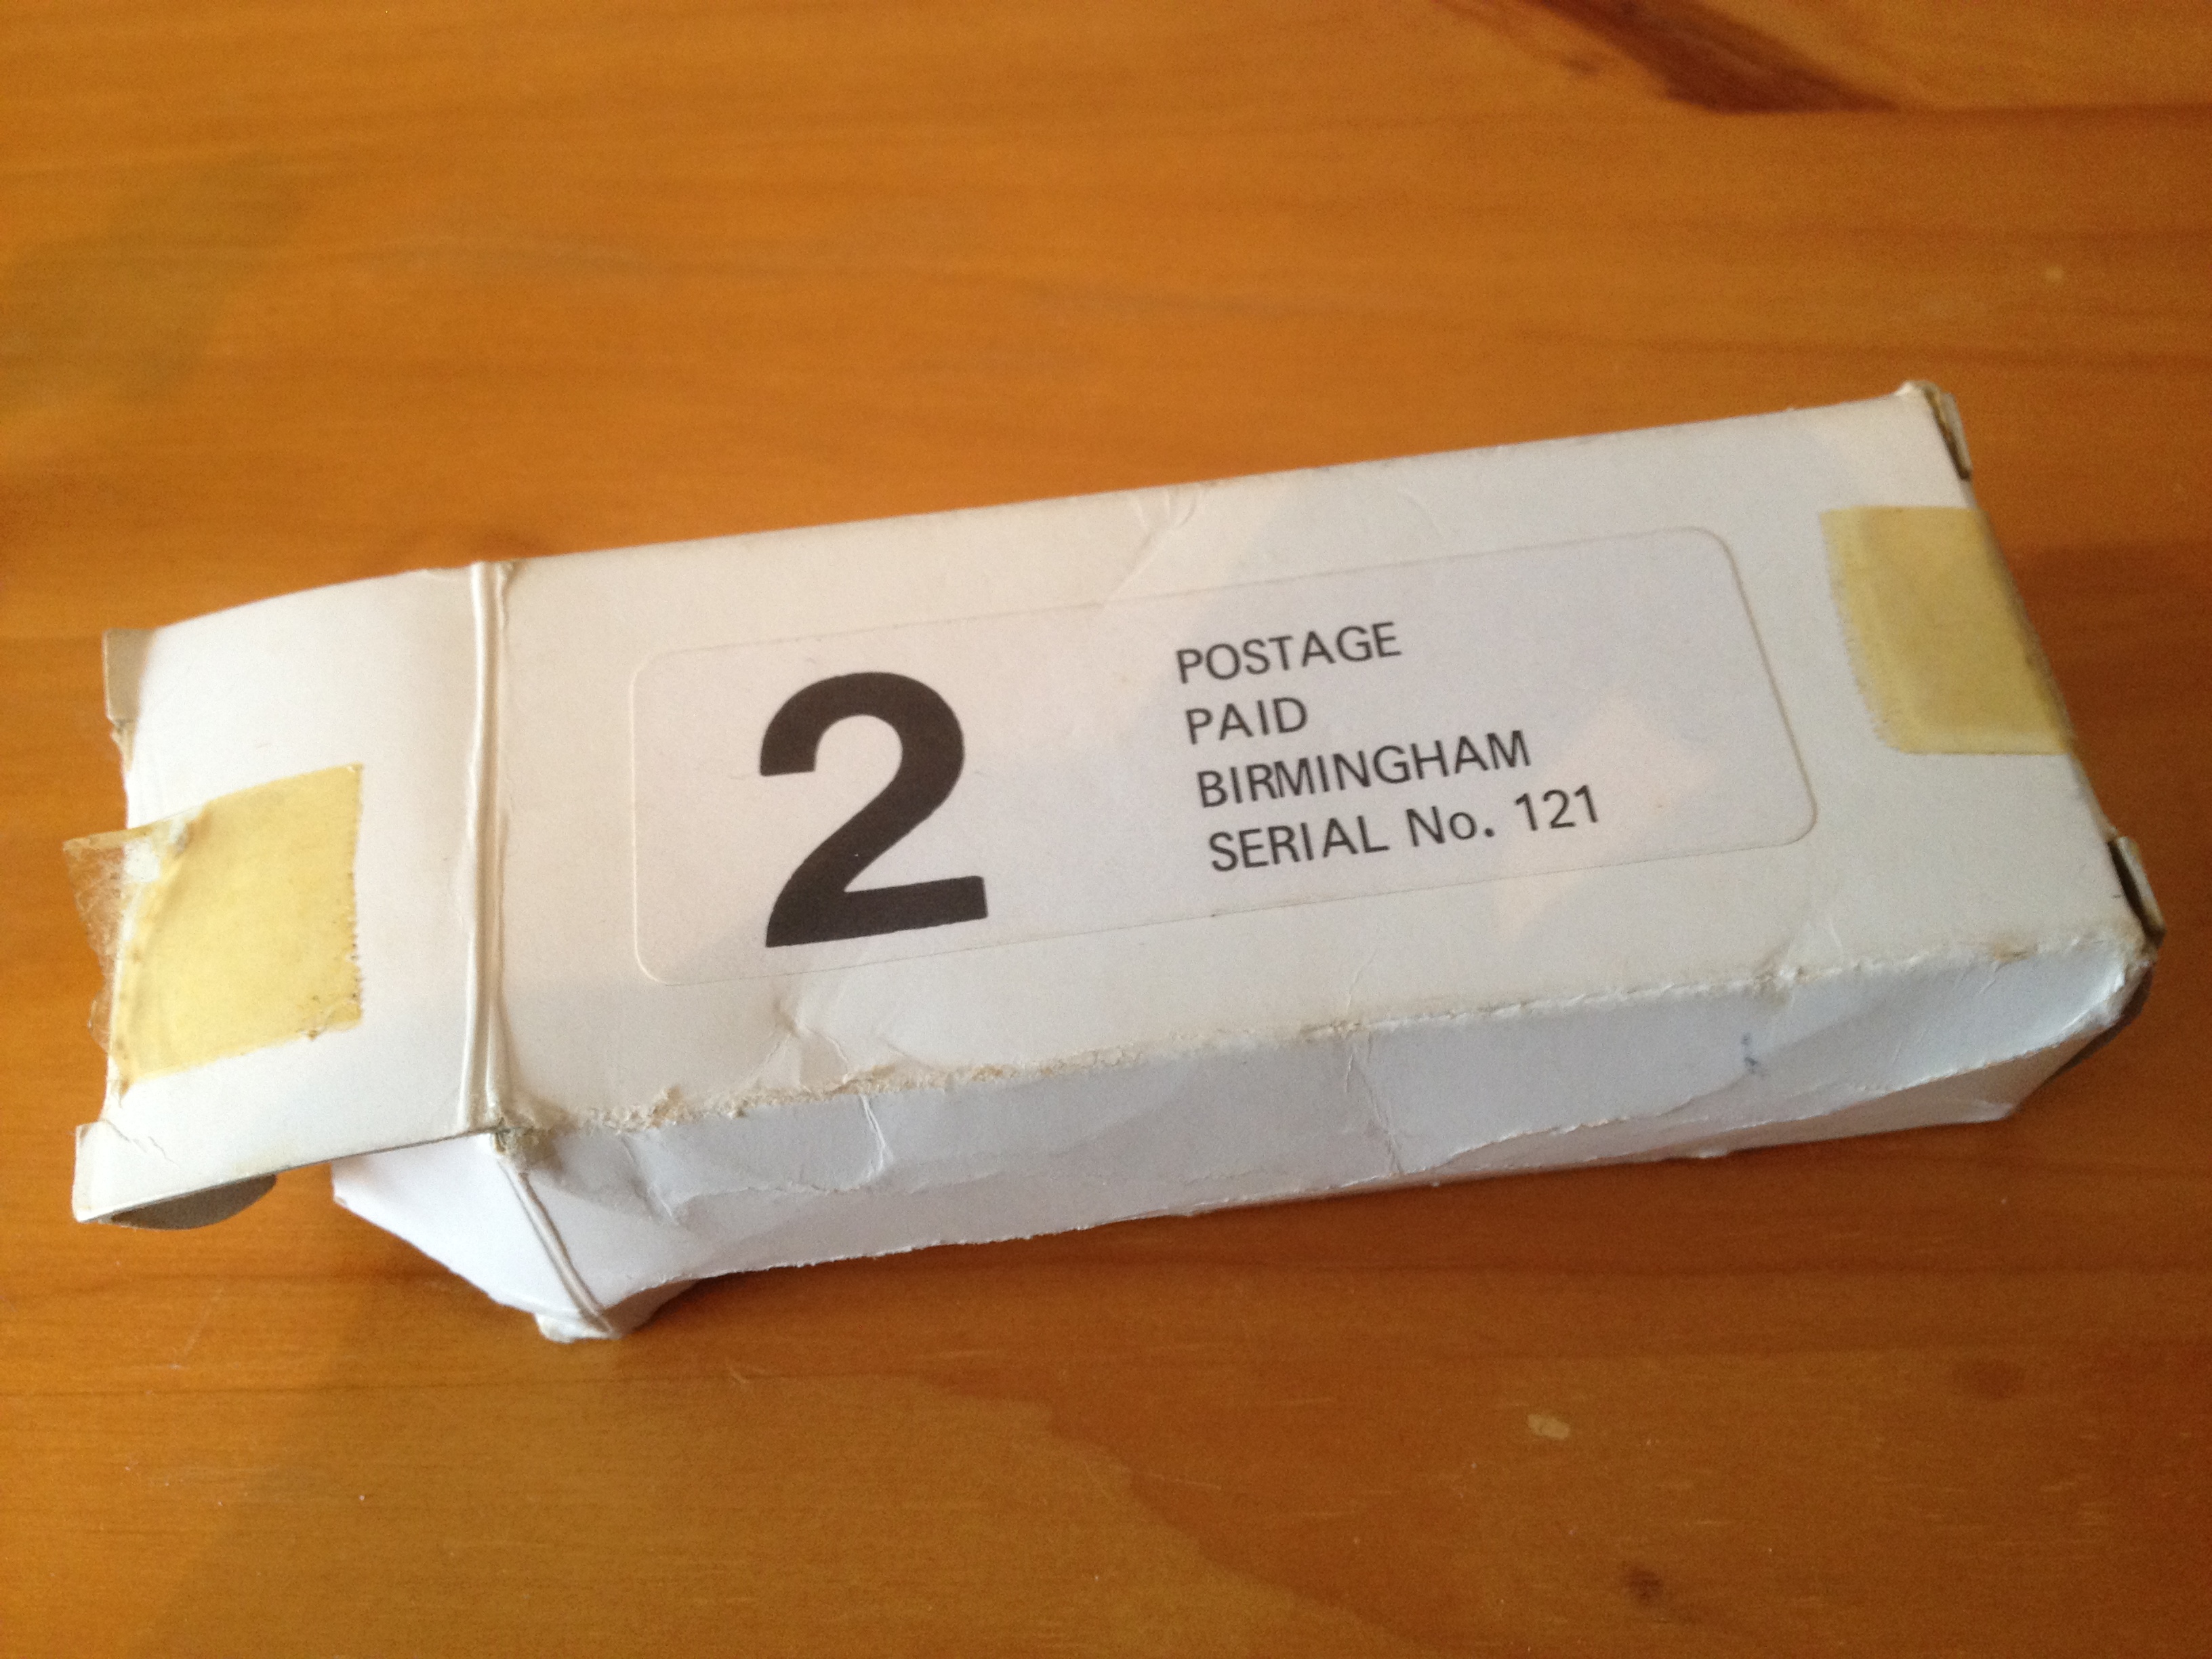 2
POSTAGE
PAID
BIRMINGHAM
SERIAL No. 121